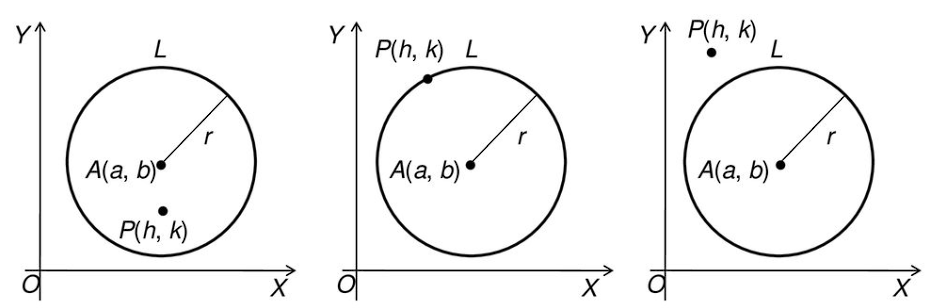 Y
L
r
A(a, b)
P(h, k)
O
X
Y
P(h, k) L
r
A(a, b)
O
X
Y
P(h, k)
L
r
A(a, b)
O
X